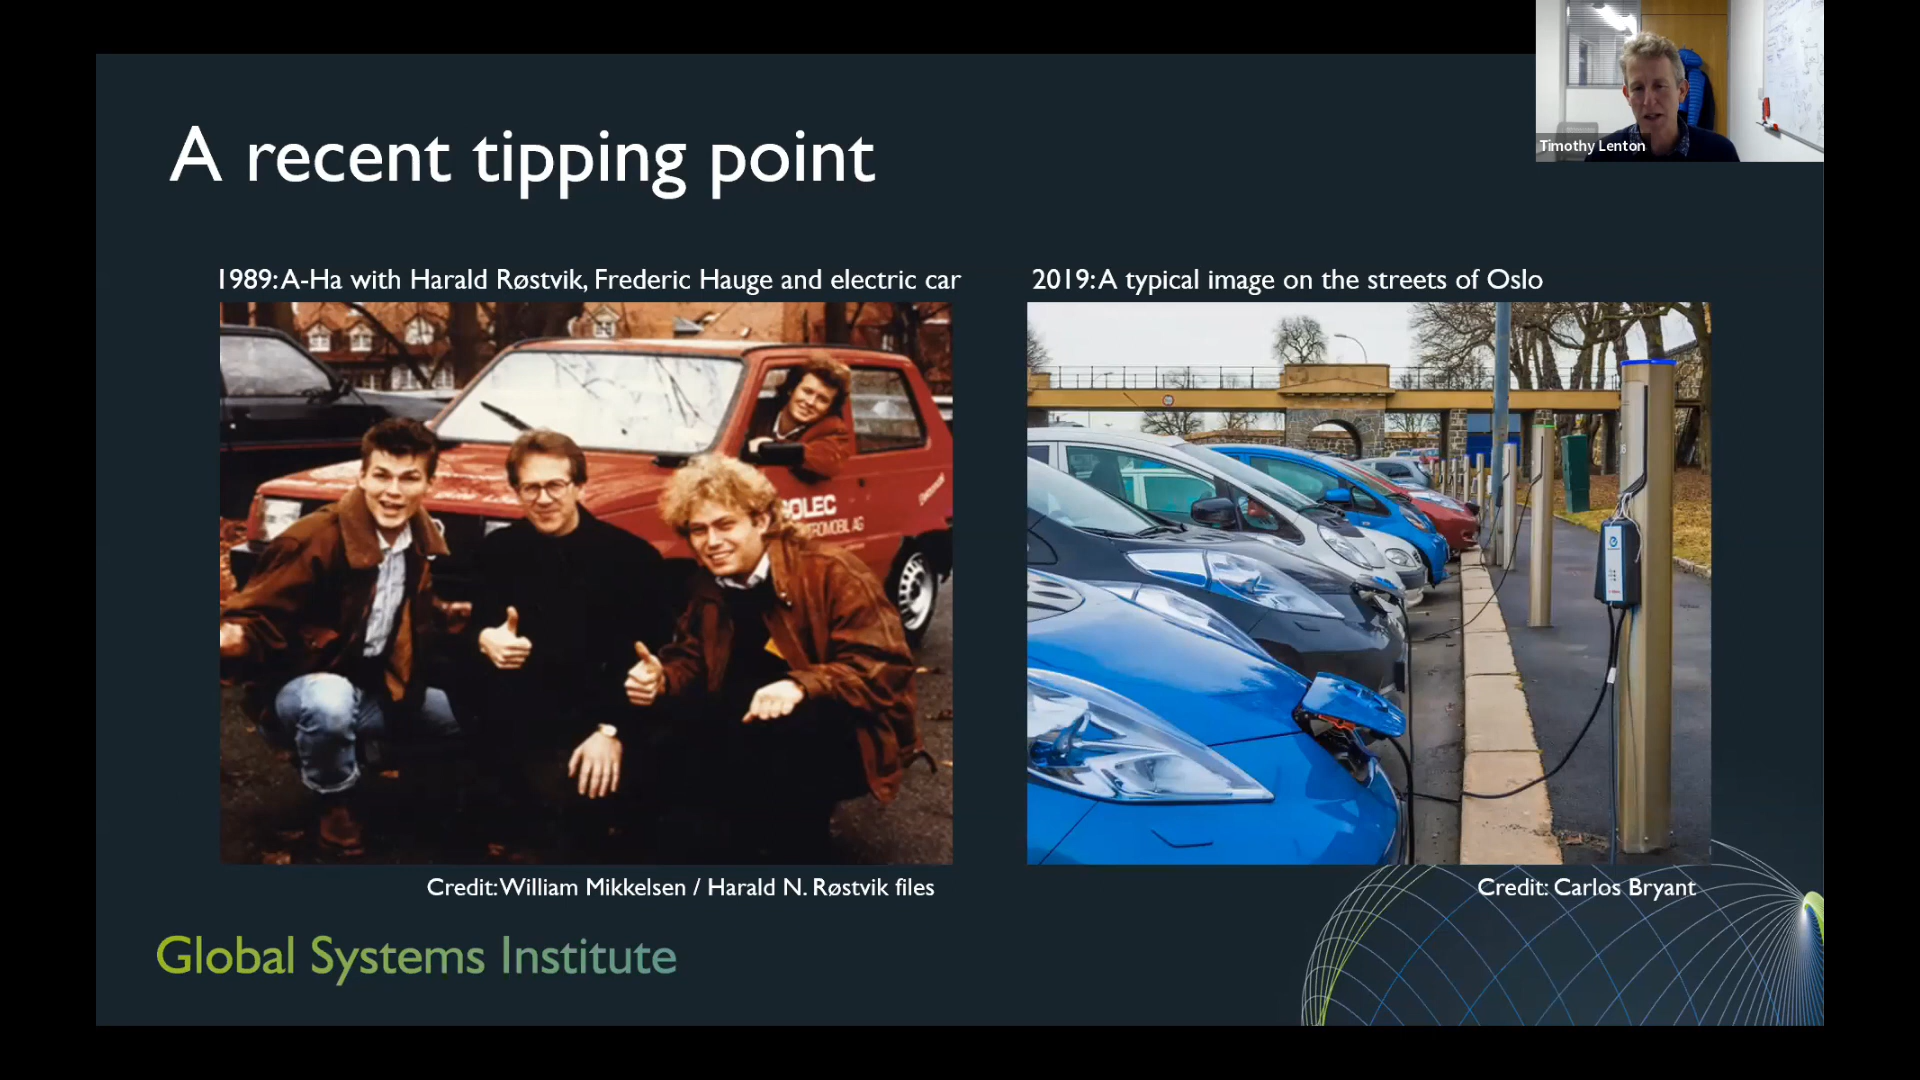 Timothy Lenton
A recent tipping point
1989: A-Ha with Harald Røstvik, Frederic Hauge and electric car
2019: A typical image on the streets of Oslo
Credit: William Mikkelsen / Harald N. Røstvik files
Credit: Carlos Bryant
Global Systems Institute